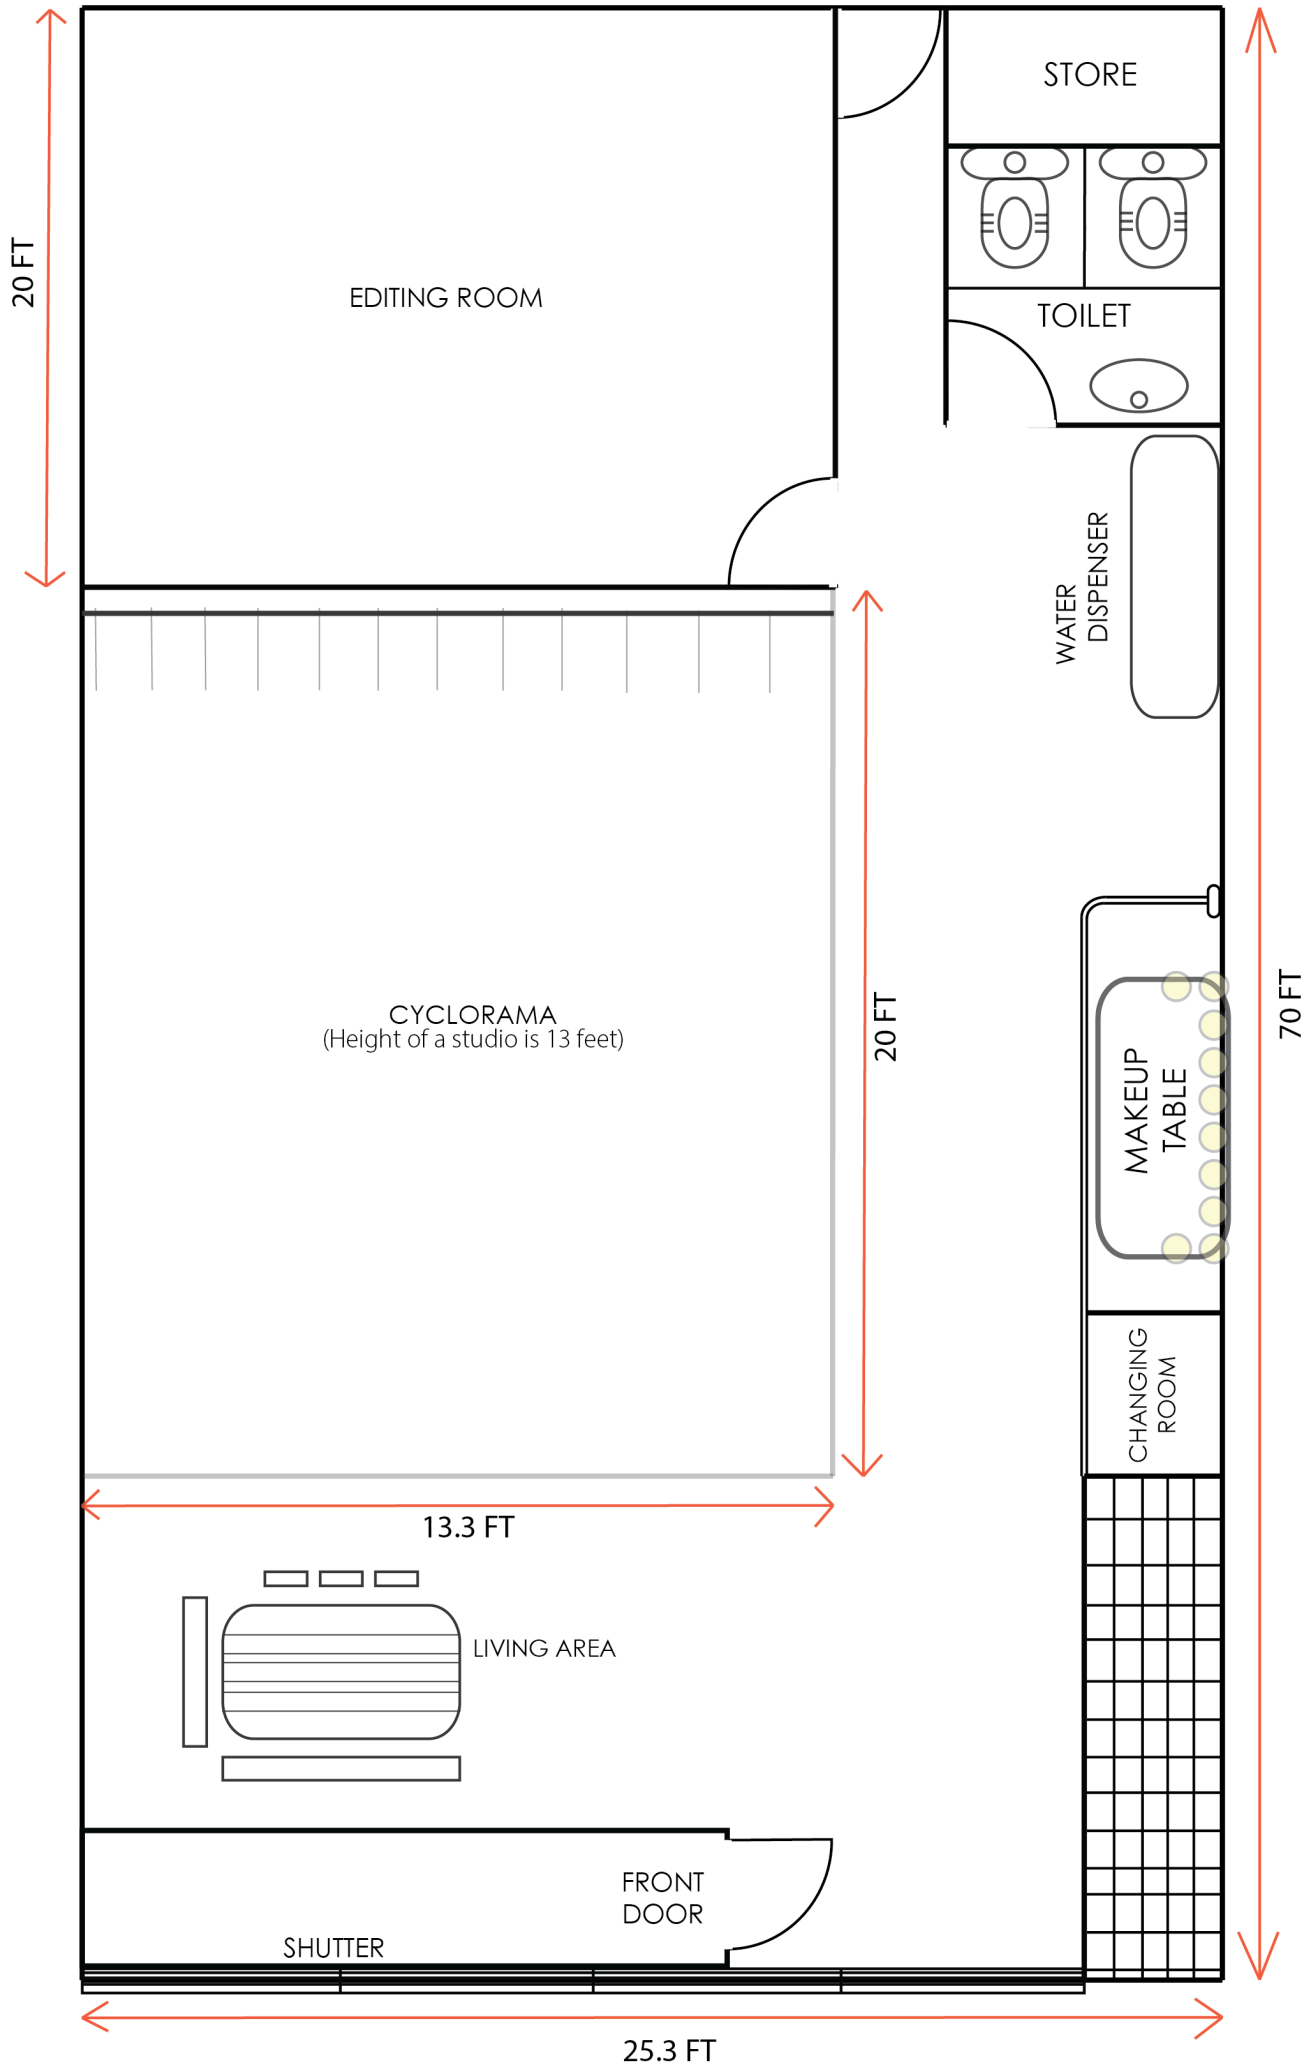 STORE
20 FT
EDITING ROOM
TOILET
WATER
DISPENSER
CYCLORAMA
(Height of a studio is 13 feet)
20 FT
70 FT
MAKEUP
TABLE
CHANGING
ROOM
13.3 FT
LIVING AREA
FRONT
DOOR
SHUTTER
25.3 FT